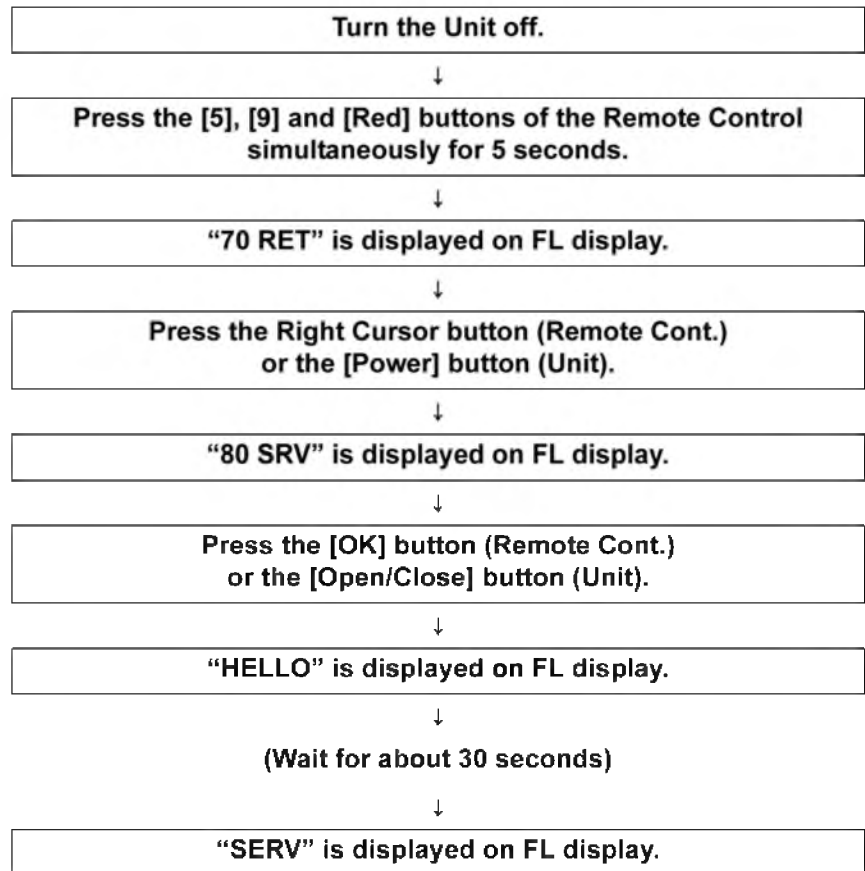 Turn the Unit off.
↓
Press the [5], [9] and [Red] buttons of the Remote Control
simultaneously for 5 seconds.
↓
“70 RET” is displayed on FL display.
↓
Press the Right Cursor button (Remote Cont.)
or the [Power] button (Unit).
↓
“80 SRV” is displayed on FL display.
↓
Press the [OK] button (Remote Cont.)
or the [Open/Close] button (Unit).
↓
“HELLO” is displayed on FL display.
↓
(Wait for about 30 seconds)
↓
“SERV” is displayed on FL display.